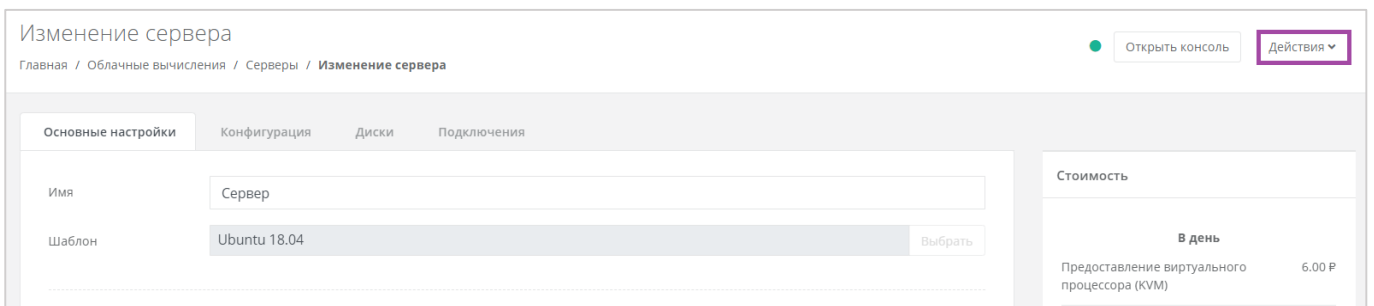 Изменение сервера
Открыть консоль
Действия
Главная / Облачные вычисления / Серверы / Изменение сервера
Основные настройки
Конфигурация
Диски
Подключения
Имя
Сервер
Шаблон
Ubuntu 18.04
Выбрать
Стоимость
В день
Предоставление виртуального
процессора (KVM)
6.00 ₽